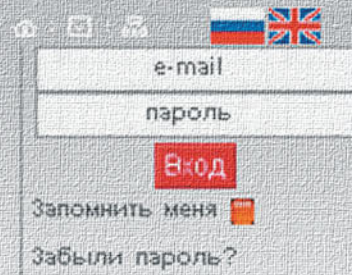 e-mail
пароль
Вход
Запомнить меня
Забыли пароль?